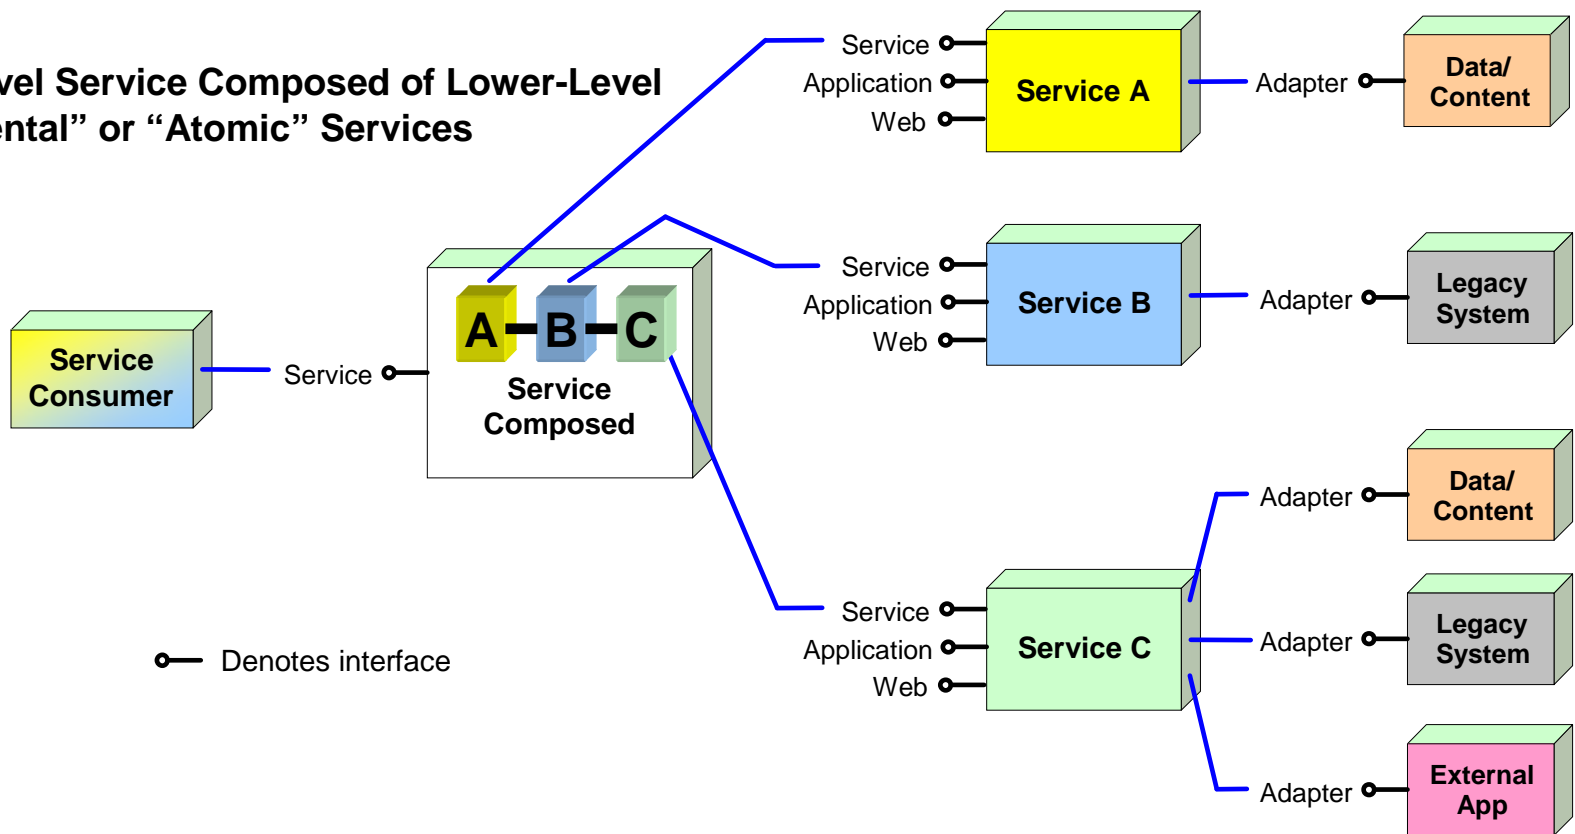 vel Service Composed of Lower-Level
ental” or “Atomic” Services
Service
Application
Web
Service A
Adapter
Data/
Content
Service
Application
Web
Service B
Adapter
Legacy
System
Service
Consumer
Service
A
B
C
Service
Composed
Service
Application
Web
Service C
Adapter
Data/
Content
Adapter
Legacy
System
Adapter
External
App
Denotes interface